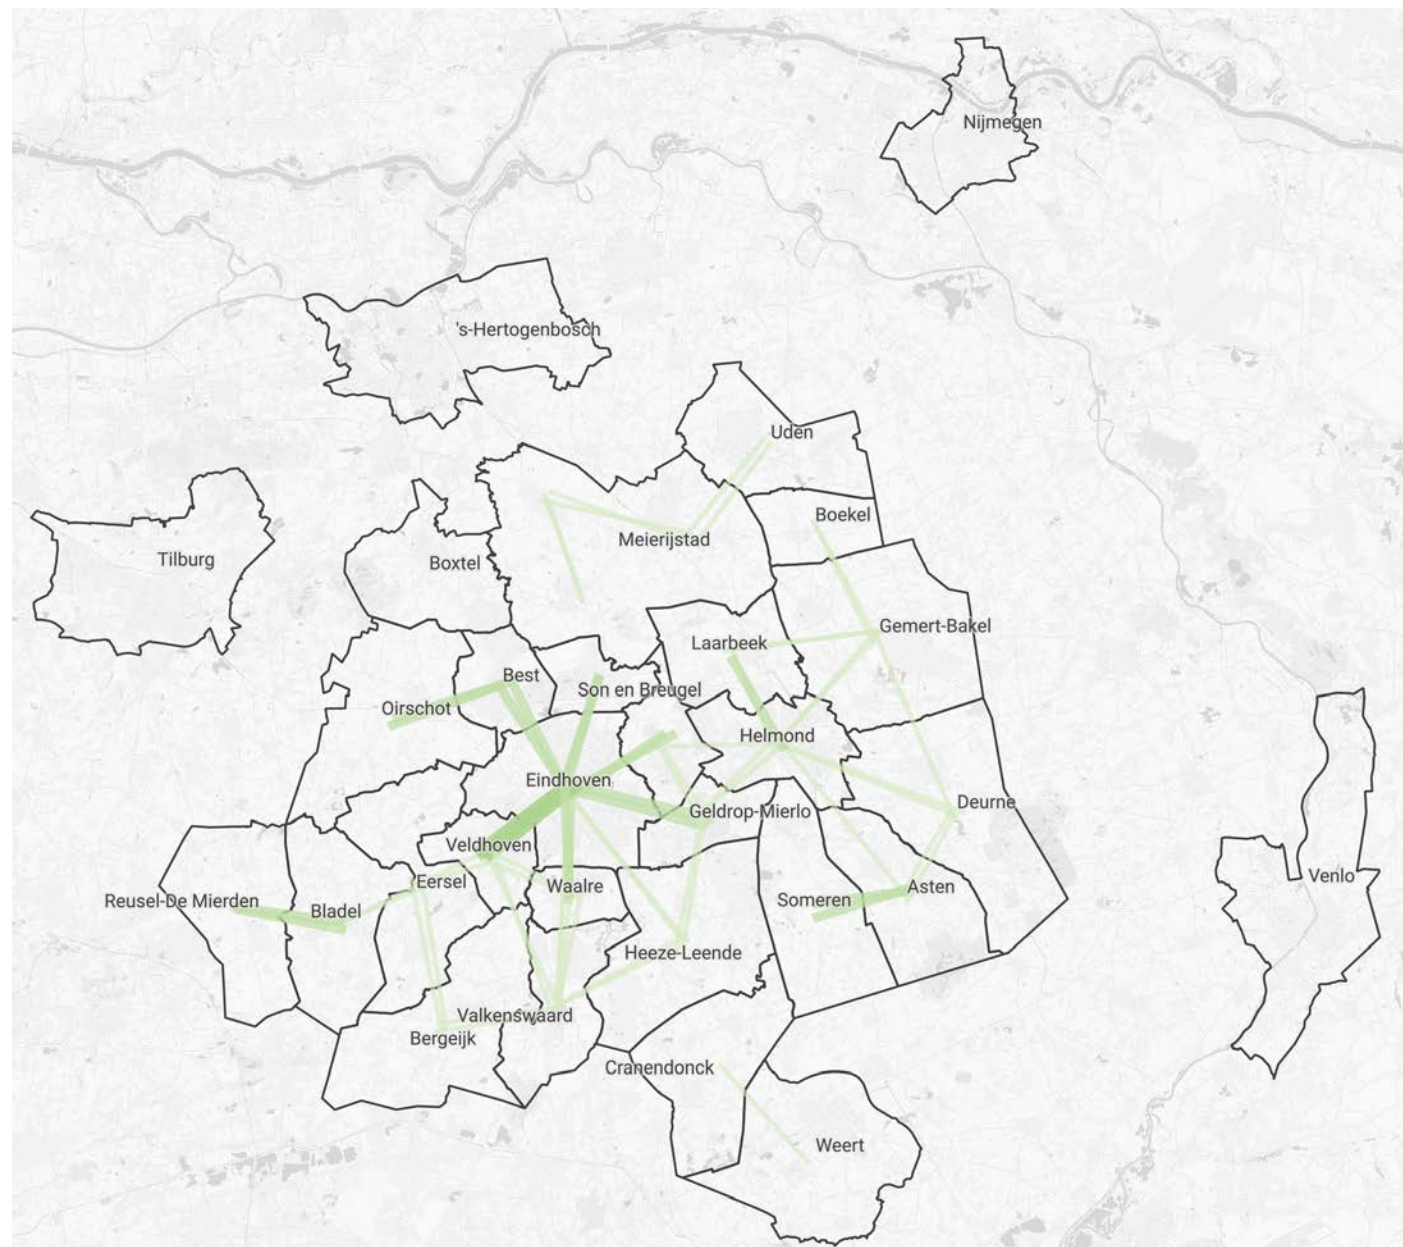 Nijmegen
's-Hertogenbosch
Uden
Boekel
Meierijstad
Tilburg
Boxtel
Gemert-Bakel
Laarbeek
Best
Son en Breugel
Oirschot
Helmond
Eindhoven
Deurne
Geldrop-Mierlo
Veldhoven
Venlo
Eersel
Waalre
Asten
Reusel-De Mierden
Bladel
Someren
Heeze-Leende
Valkenswaard
Bergeijk
Cranendonck
Weert